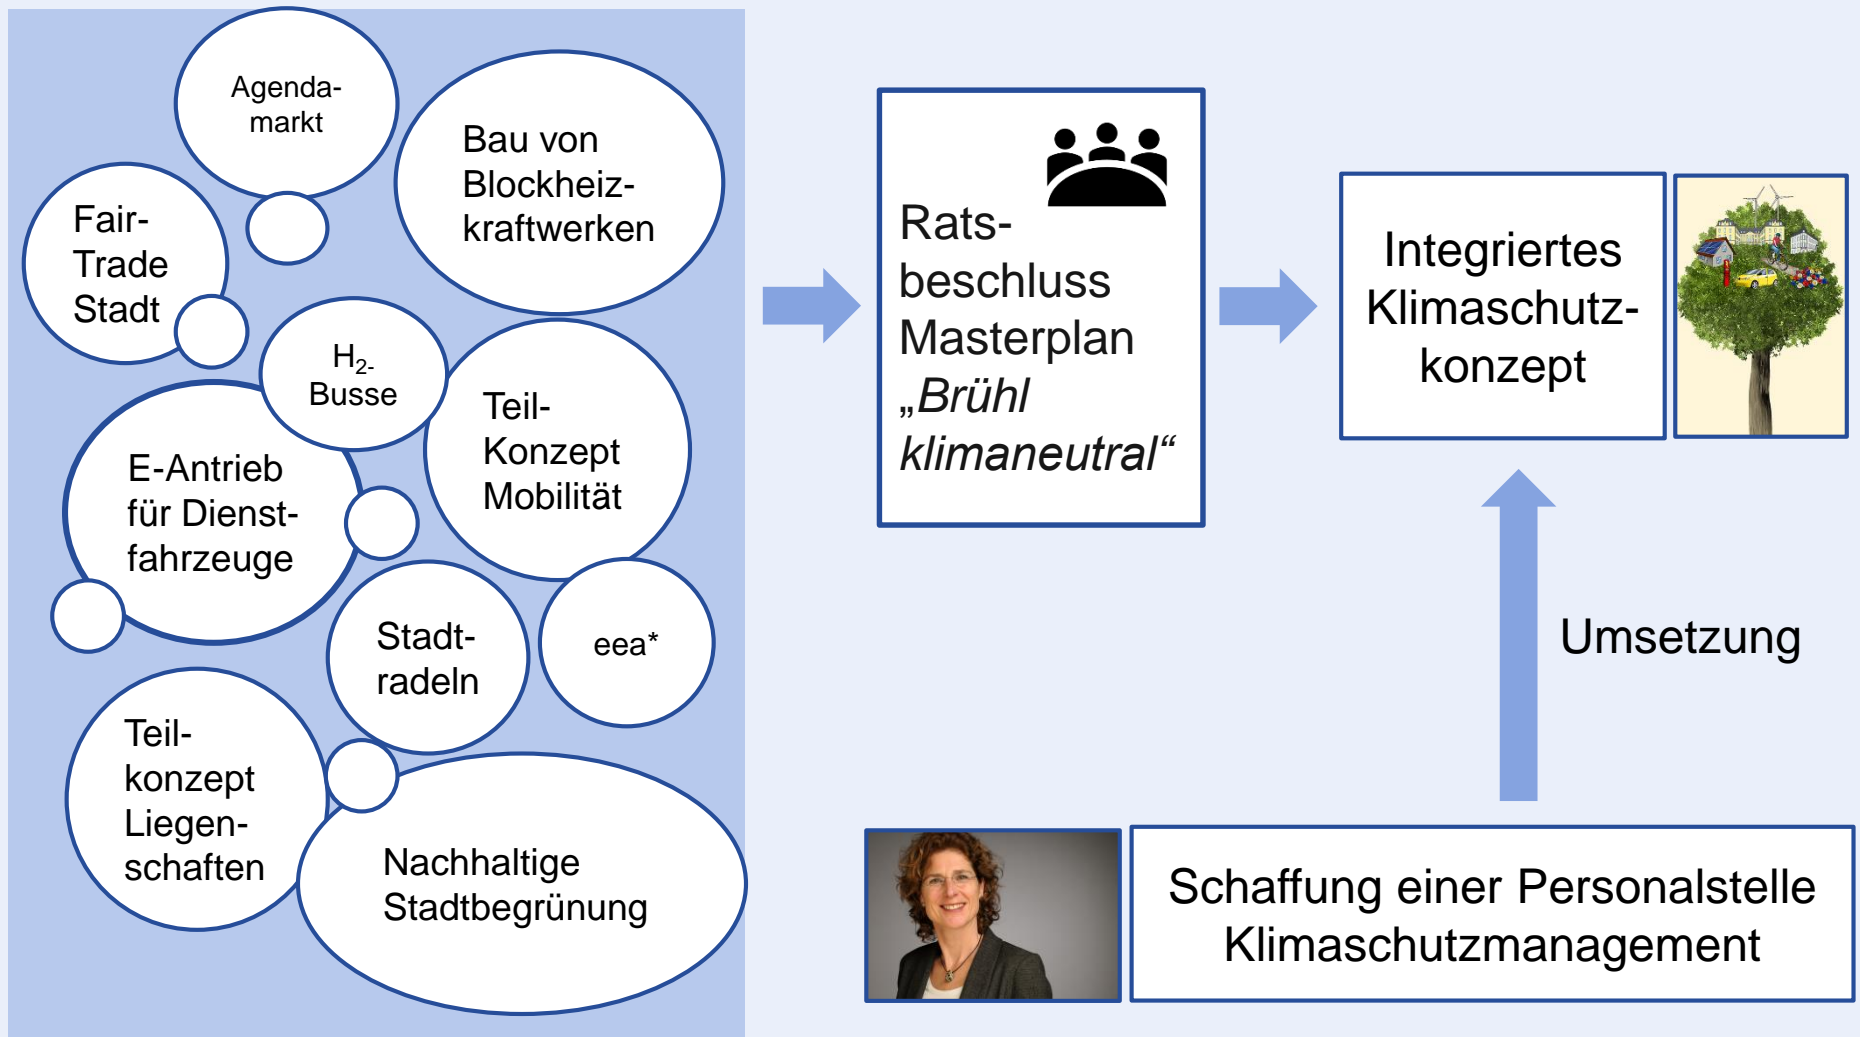 Agenda-
markt
Bau von
Blockheiz-
kraftwerken
Fair-
Trade
Stadt
H2-
Busse
Teil-
Konzept
Mobilität
E-Antrieb
für Dienst-
fahrzeuge
Stadt-
radeln
eea*
Teil-
konzept
Liegen-
schaften
Nachhaltige
Stadtbegrünung
Rats-
beschluss
Masterplan
„Brühl
klimaneutral“
Integriertes
Klimaschutz-
konzept
Umsetzung
Schaffung einer Personalstelle
Klimaschutzmanagement